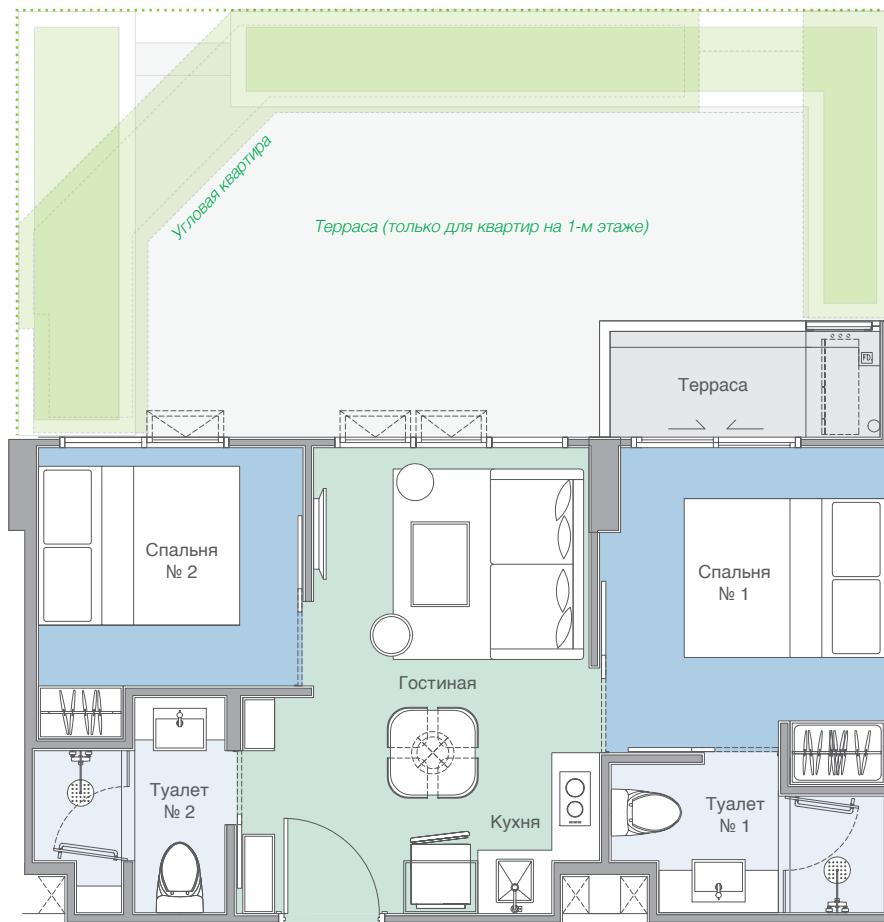 Угловая квартира
Терраса (только для квартир на 1-м этаже)
Терраса
FD.
Спальня
№ 2
Спальня
№ 1
Гостиная
Туалет
№ 2
Кухня
Туалет
№ 1